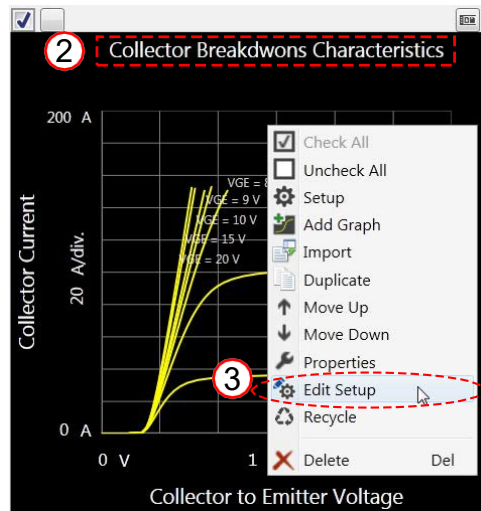 2 Collector Breakdwons Characteristics
200 A
VGE = 8
VGE = 9 V
VGE = 10 V
VGE = 15 V
VGE = 20 V
Collector Current
20 A/div.
0 A
0 V
1
Collector to Emitter Voltage
Check All
Uncheck All
Setup
Add Graph
Import
Duplicate
Move Up
Move Down
Properties
3 Edit Setup
Recycle
Delete Del